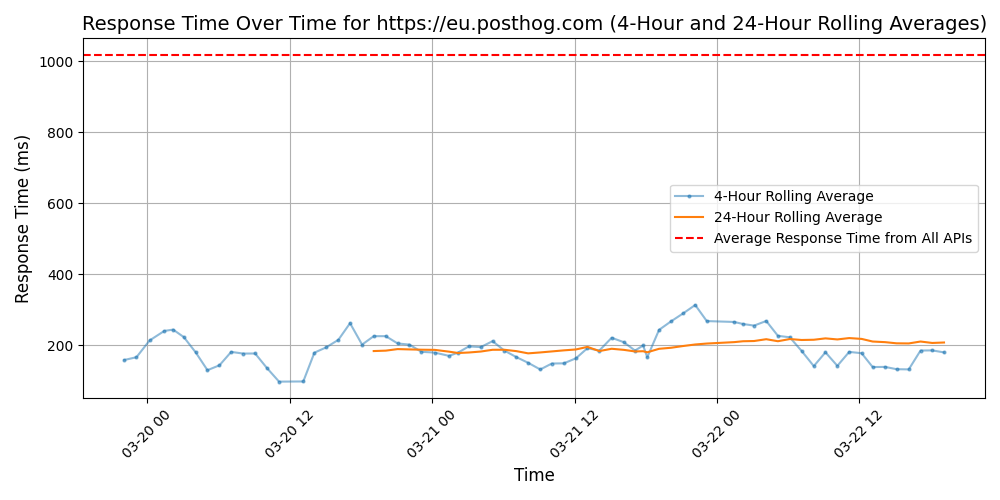 Response Time Over Time for https://eu.posthog.com (4-Hour and 24-Hour Rolling Averages)
Response Time (ms)
1000
800
600
400
200
4-Hour Rolling Average
24-Hour Rolling Average
Average Response Time from All APIs
03-20 00
03-20 12
03-21 00
03-21 12
03-22 00
03-22 12
Time